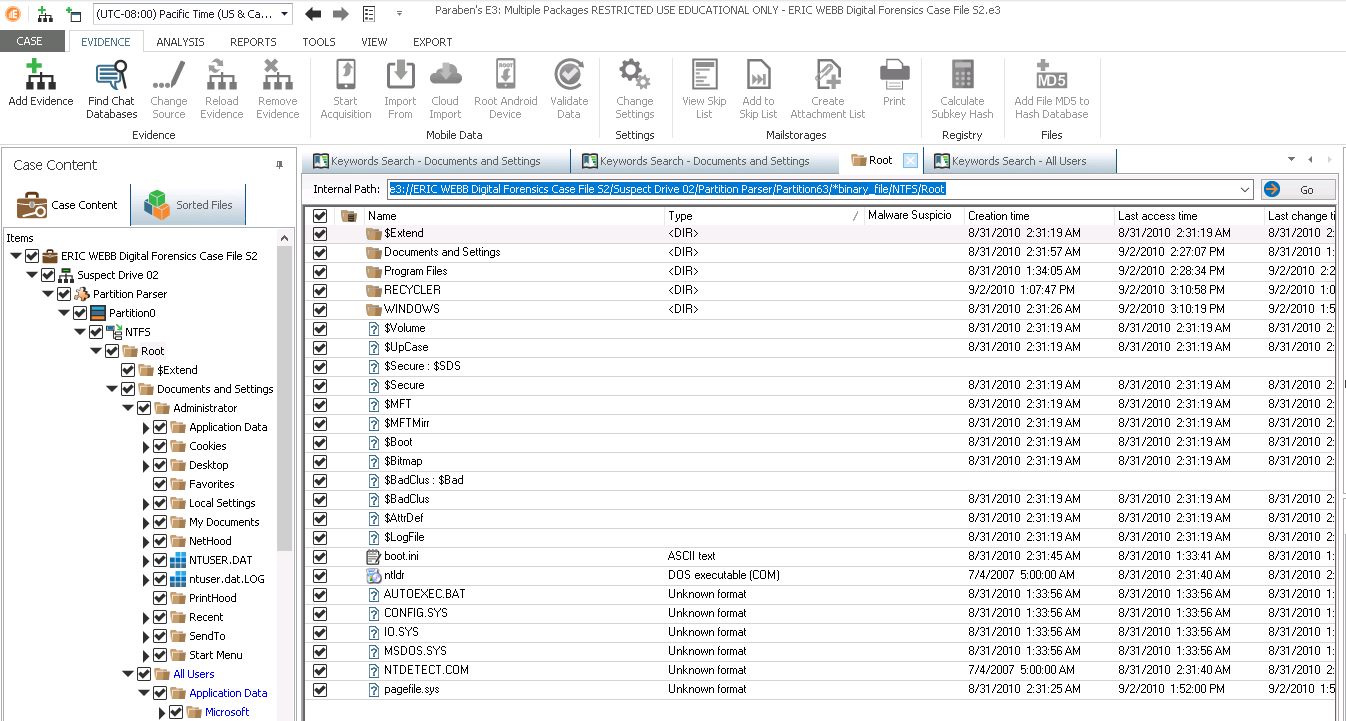 Paraben's E3: Multiple Packages RESTRICTED USE EDUCATIONAL ONLY - ERIC WEBB Digital Forensics Case File S2.e3
(UTC-08:00) Pacific Time (US & Ca...
CASE EVIDENCE ANALYSIS REPORTS TOOLS VIEW EXPORT
Add Evidence
Find Chat Databases
Change Source
Reload Evidence
Remove Evidence
Evidence
Start Acquisition
Import From
Cloud Import
Root Android Device
Validate Data
Mobile Data
Change Settings
Settings
View Skip List
Add to Skip List
Create Attachment List
Print
Mailstorages
Calculate Subkey Hash
Registry
MD5
Add File MD5 to Hash Database
Files
Case Content
Case Content Sorted Files
Items
ERIC WEBB Digital Forensics Case File S2
Suspect Drive 02
Partition Parser
Partition0
NTFS
Root
$Extend
Documents and Settings
Administrator
Application Data
Cookies
Desktop
Favorites
Local Settings
My Documents
NetHood
NTUSER.DAT
ntuser.dat.LOG
PrintHood
Recent
SendTo
Start Menu
All Users
Application Data
Microsoft
Keywords Search - Documents and Settings Keywords Search - Documents and Settings Root Keywords Search - All Users
Internal Path: e3://ERIC WEBB Digital Forensics Case File S2/Suspect Drive 02/Partition Parser/Partition63/*binary_file/NTFS/Root Go
Name Type Malware Suspicio Creation time Last access time Last change ti
$Extend <DIR> 8/31/2010 2:31:19 AM 8/31/2010 2:31:19 AM 8/31/2010 2:
Documents and Settings <DIR> 8/31/2010 2:31:57 AM 9/2/2010 2:27:07 PM 8/31/2010 1:
Program Files <DIR> 8/31/2010 1:34:05 AM 9/2/2010 2:28:34 PM 9/2/2010 2:2
RECYCLER <DIR> 9/2/2010 1:07:47 PM 9/2/2010 3:10:58 PM 9/2/2010 1:0
WINDOWS <DIR> 8/31/2010 2:31:26 AM 9/2/2010 3:10:19 PM 9/2/2010 1:5
$Volume 8/31/2010 2:31:19 AM 8/31/2010 2:31:19 AM 8/31/2010 2:
$UpCase 8/31/2010 2:31:19 AM 8/31/2010 2:31:19 AM 8/31/2010 2:
$Secure : $SDS
$Secure 8/31/2010 2:31:19 AM 8/31/2010 2:31:19 AM 8/31/2010 2:
$MFT 8/31/2010 2:31:19 AM 8/31/2010 2:31:19 AM 8/31/2010 2:
$MFTMirr 8/31/2010 2:31:19 AM 8/31/2010 2:31:19 AM 8/31/2010 2:
$Boot 8/31/2010 2:31:19 AM 8/31/2010 2:31:19 AM 8/31/2010 2:
$Bitmap 8/31/2010 2:31:19 AM 8/31/2010 2:31:19 AM 8/31/2010 2:
$BadClus : $Bad
$BadClus 8/31/2010 2:31:19 AM 8/31/2010 2:31:19 AM 8/31/2010 2:
$AttrDef 8/31/2010 2:31:19 AM 8/31/2010 2:31:19 AM 8/31/2010 2:
$LogFile 8/31/2010 2:31:19 AM 8/31/2010 2:31:19 AM 8/31/2010 2:
boot.ini ASCII text 8/31/2010 2:31:45 AM 8/31/2010 1:33:41 AM 8/31/2010 1:
ntldr DOS executable (COM) 7/4/2007 5:00:00 AM 8/31/2010 2:31:40 AM 8/31/2010 2:
AUTOEXEC.BAT Unknown format 8/31/2010 1:33:56 AM 8/31/2010 1:33:56 AM 8/31/2010 1:
CONFIG.SYS Unknown format 8/31/2010 1:33:56 AM 8/31/2010 1:33:56 AM 8/31/2010 1:
IO.SYS Unknown format 8/31/2010 1:33:56 AM 8/31/2010 1:33:56 AM 8/31/2010 1:
MSDOS.SYS Unknown format 8/31/2010 1:33:56 AM 8/31/2010 1:33:56 AM 8/31/2010 1:
NTDETECT.COM Unknown format 7/4/2007 5:00:00 AM 8/31/2010 2:31:40 AM 8/31/2010 2:
pagefile.sys Unknown format 8/31/2010 2:31:25 AM 9/2/2010 1:52:00 PM 9/2/2010 1:5